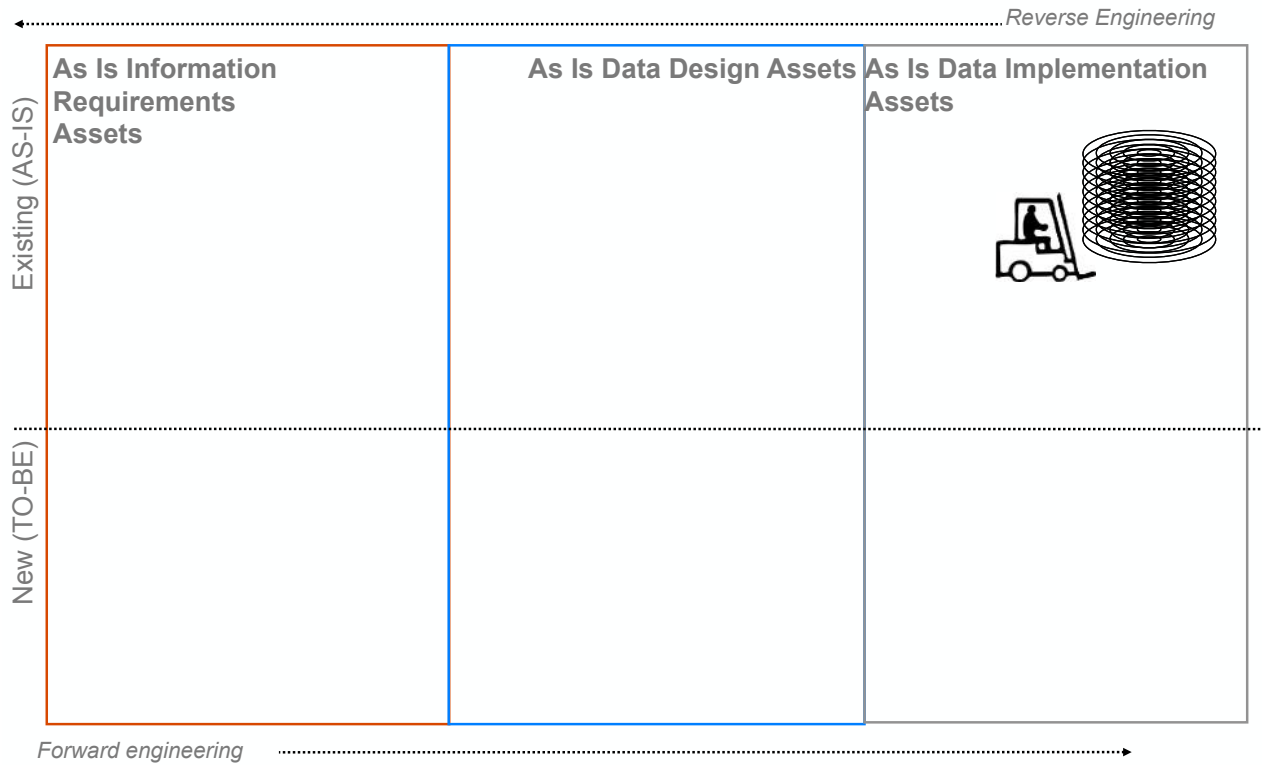 Reverse Engineering
As Is Information
Requirements
Assets
As Is Data Design Assets
As Is Data Implementation
Assets
Existing (AS-IS)
New (TO-BE)
Forward engineering